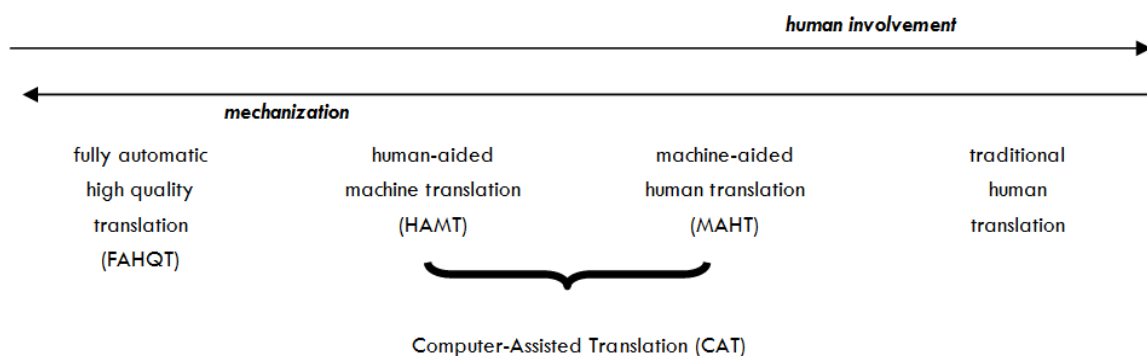 human involvement
mechanization
fully automatic
high quality
translation
(FAHQT)
human-aided
machine translation
(HAMT)
machine-aided
human translation
(MAHT)
traditional
human
translation
Computer-Assisted Translation (CAT)